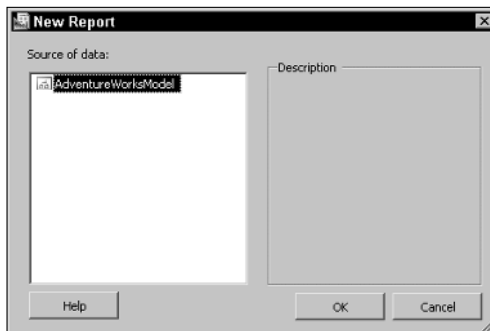 New Report
Source of data:
AdventureWorksModel
Description
Help
OK
Cancel